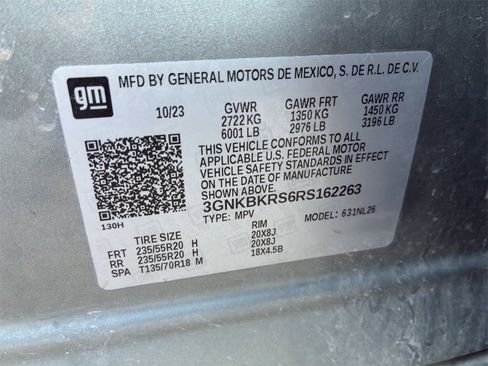 gm MFD BY GENERAL MOTORS DE MEXICO, S. DE R.L. DE C.V.
10/23 GVWR GAWR FRT GAWR RR
2722 KG 1350 KG 1450 KG
6001 LB 2976 LB 3196 LB
THIS VEHICLE CONFORMS TO ALL
APPLICABLE U.S. FEDERAL MOTOR
VEHICLE SAFETY STANDARDS IN EFFECT
ON THE DATE OF MANUFACTURE
SHOWN ABOVE.
3GNKBKRS6RS162263
130H TYPE: MPV MODEL: 631NL26
TIRE SIZE RIM
FRT 235/55R20 H 20X8J
RR 235/55R20 H 20X8J
SPA T135/70R18 M 18X4.5B